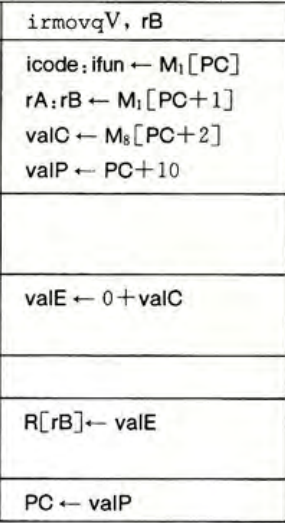 irmovqV, rB
icode:ifun ← M₁[PC]
rA:rB ← M₁[PC+1]
valC ← M₈[PC+2]
valP ← PC+10
valE ← 0+valC
R[rB]← valE
PC ← valP